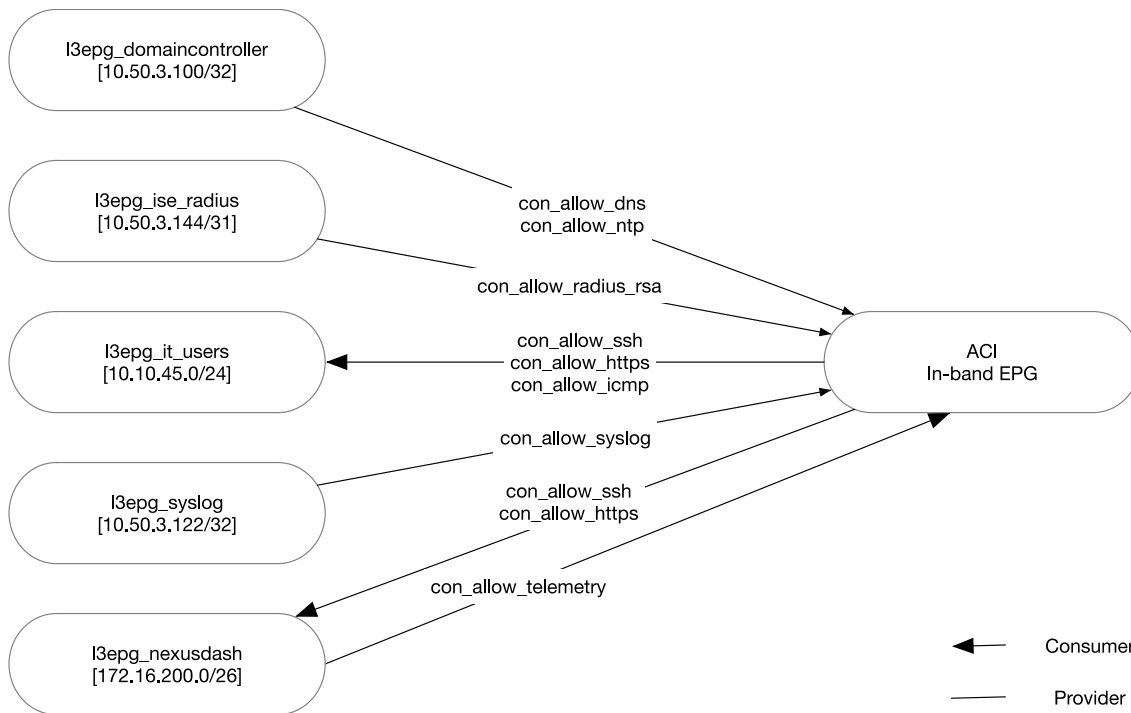 l3epg_domaincontroller
[10.50.3.100/32]
l3epg_ise_radius
[10.50.3.144/31]
l3epg_it_users
[10.10.45.0/24]
l3epg_syslog
[10.50.3.122/32]
l3epg_nexusdash
[172.16.200.0/26]
con_allow_dns
con_allow_ntp
con_allow_radius_rsa
con_allow_ssh
con_allow_https
con_allow_icmp
con_allow_syslog
con_allow_ssh
con_allow_https
con_allow_telemetry
ACI
In-band EPG
Consumer
Provider